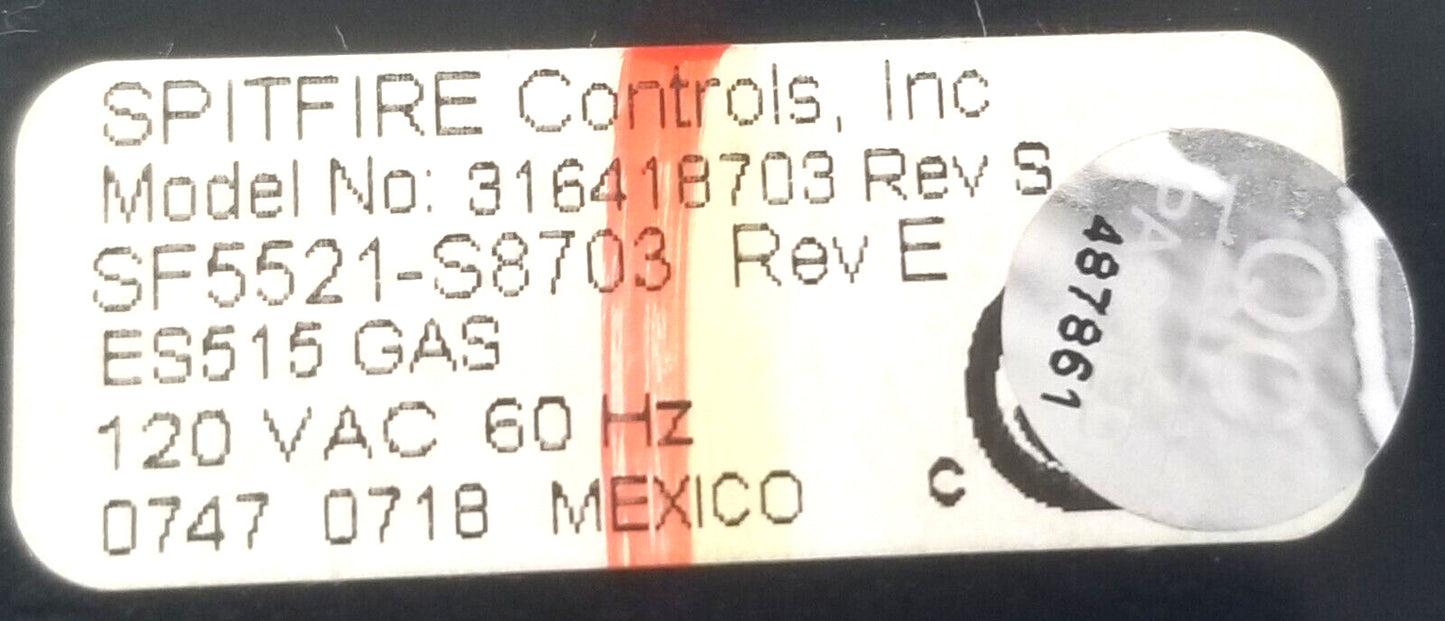 SPITFIRE Controls, Inc
Model No: 316418703 Rev S
SF5521-S8703 Rev E
ES515 GAS
120 VAC 60 Hz
0747 0718 MEXICO
C
487861
QC